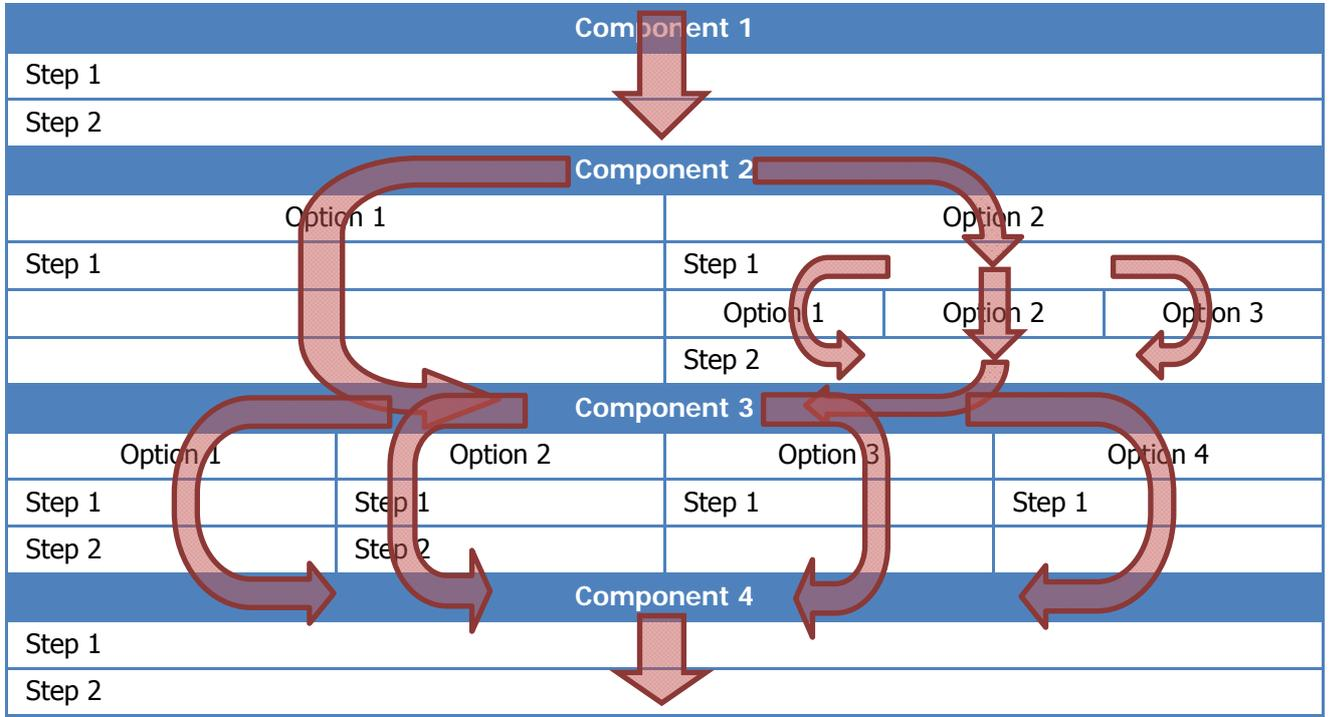 Component 1
Step 1
Step 2
Component 2
Option 1 Option 2
Step 1 Step 1
Option 1 Option 2 Option 3
Step 2
Component 3
Option 1 Option 2 Option 3 Option 4
Step 1 Step 1 Step 1 Step 1
Step 2 Step 2
Component 4
Step 1
Step 2